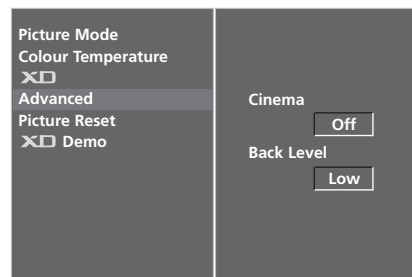 Picture Mode
Colour Temperature
XD
Advanced
Picture Reset
XD Demo
Cinema
Off
Back Level
Low